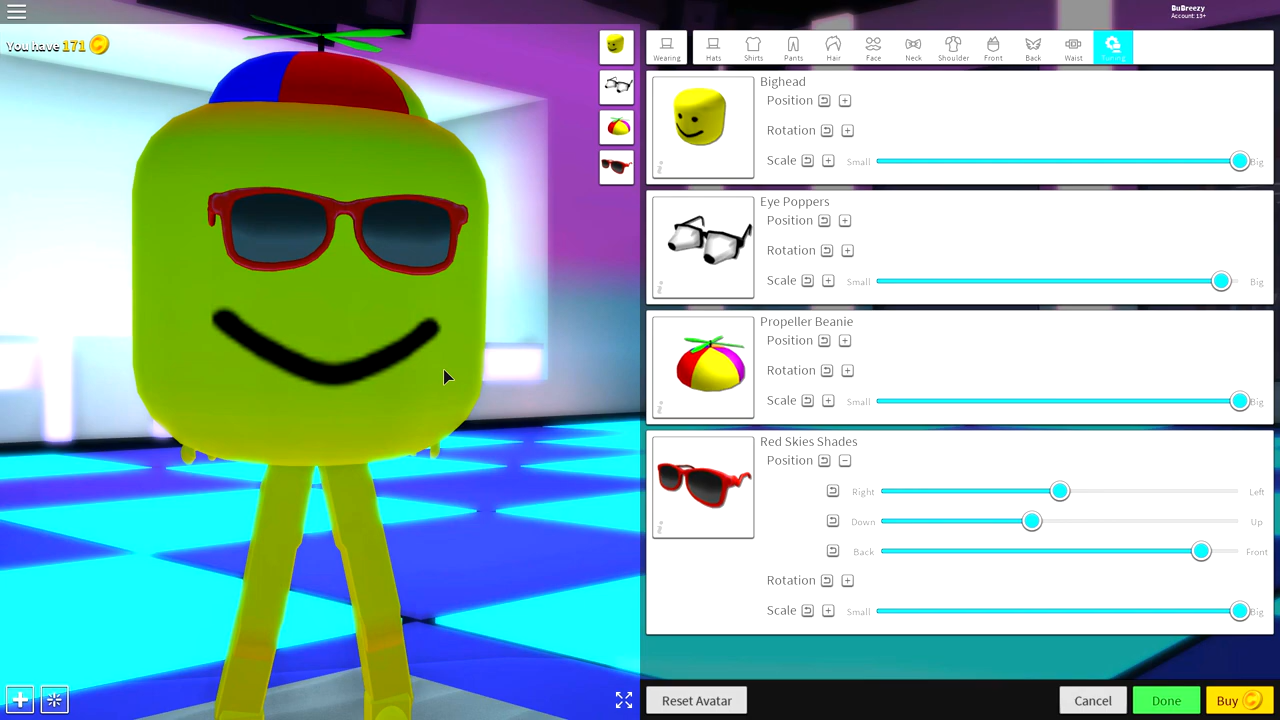 BuBreezy
Account: 13+
You have 171
Wearing
Hats
Shirts
Pants
Hair
Face
Neck
Shoulder
Front
Back
Waist
Tuning
Bighead
Position
Rotation
Scale
Small
Big
Eye Poppers
Position
Rotation
Scale
Small
Big
Propeller Beanie
Position
Rotation
Scale
Small
Big
Red Skies Shades
Position
Right
Left
Down
Up
Back
Front
Rotation
Scale
Small
Big
Reset Avatar
Cancel
Done
Buy